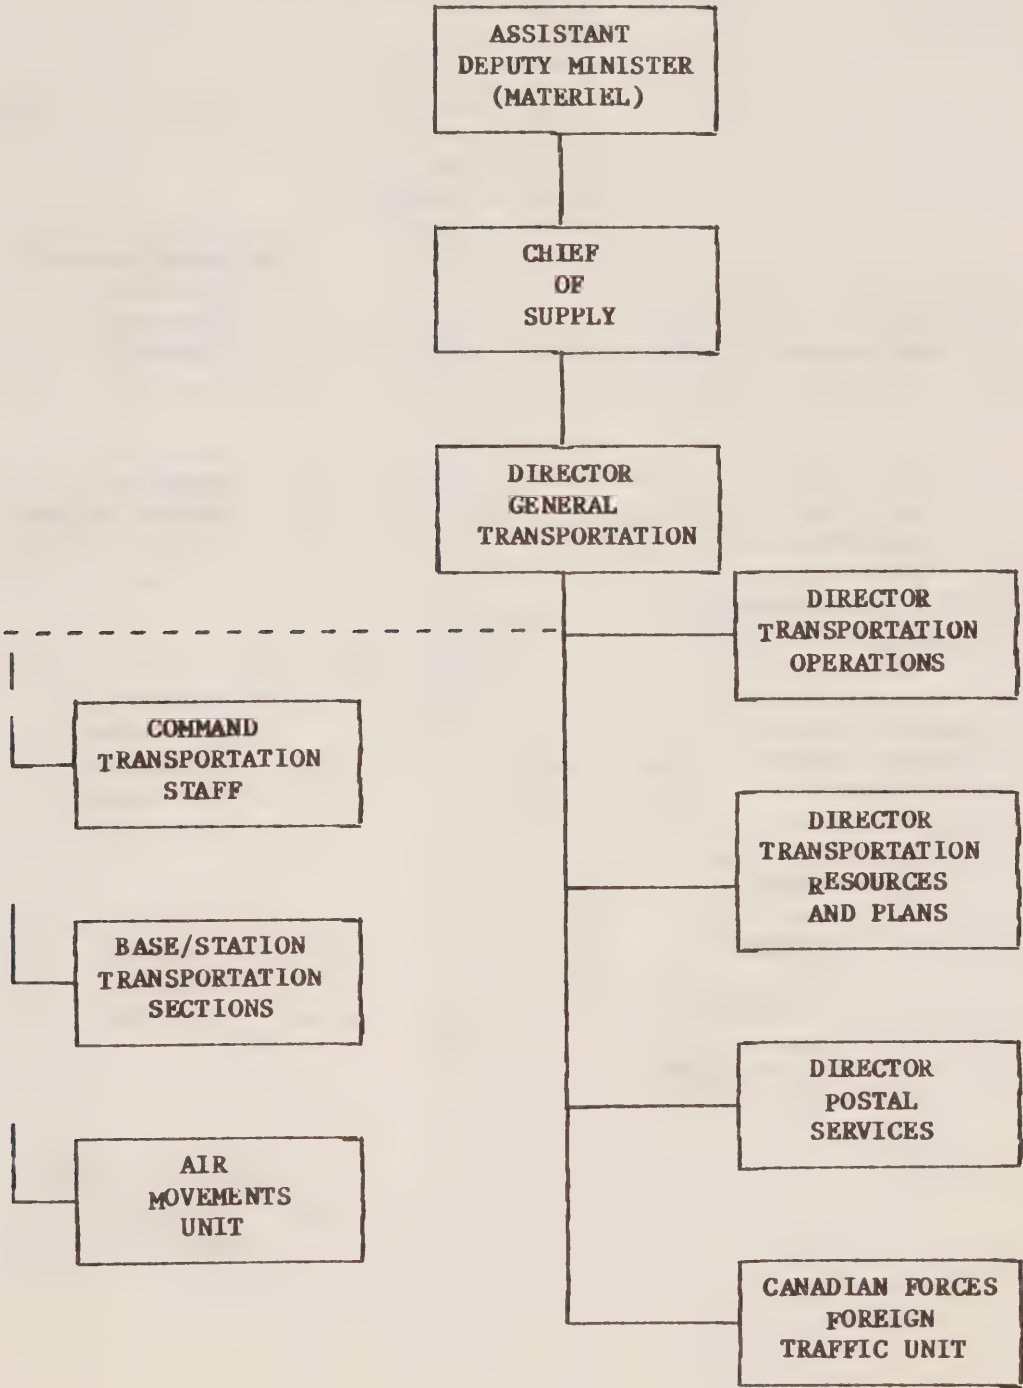 ASSISTANT
DEPUTY MINISTER
(MATERIEL)
CHIEF
OF
SUPPLY
DIRECTOR
GENERAL
TRANSPORTATION
DIRECTOR
TRANSPORTATION
OPERATIONS
COMMAND
TRANSPORTATION
STAFF
DIRECTOR
TRANSPORTATION
RESOURCES
AND PLANS
BASE/STATION
TRANSPORTATION
SECTIONS
DIRECTOR
POSTAL
SERVICES
AIR
MOVEMENTS
UNIT
CANADIAN FORCES
FOREIGN
TRAFFIC UNIT